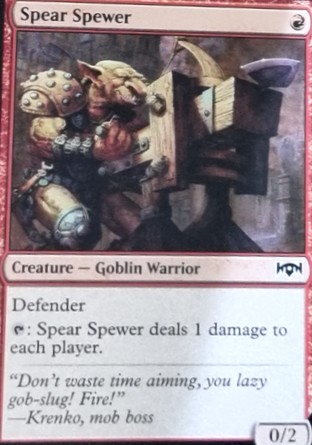 Spear Spewer
Creature — Goblin Warrior
Defender
: Spear Spewer deals 1 damage to
each player.
"Don't waste time aiming, you lazy
gob-slug! Fire!"
—Krenko, mob boss
0/2